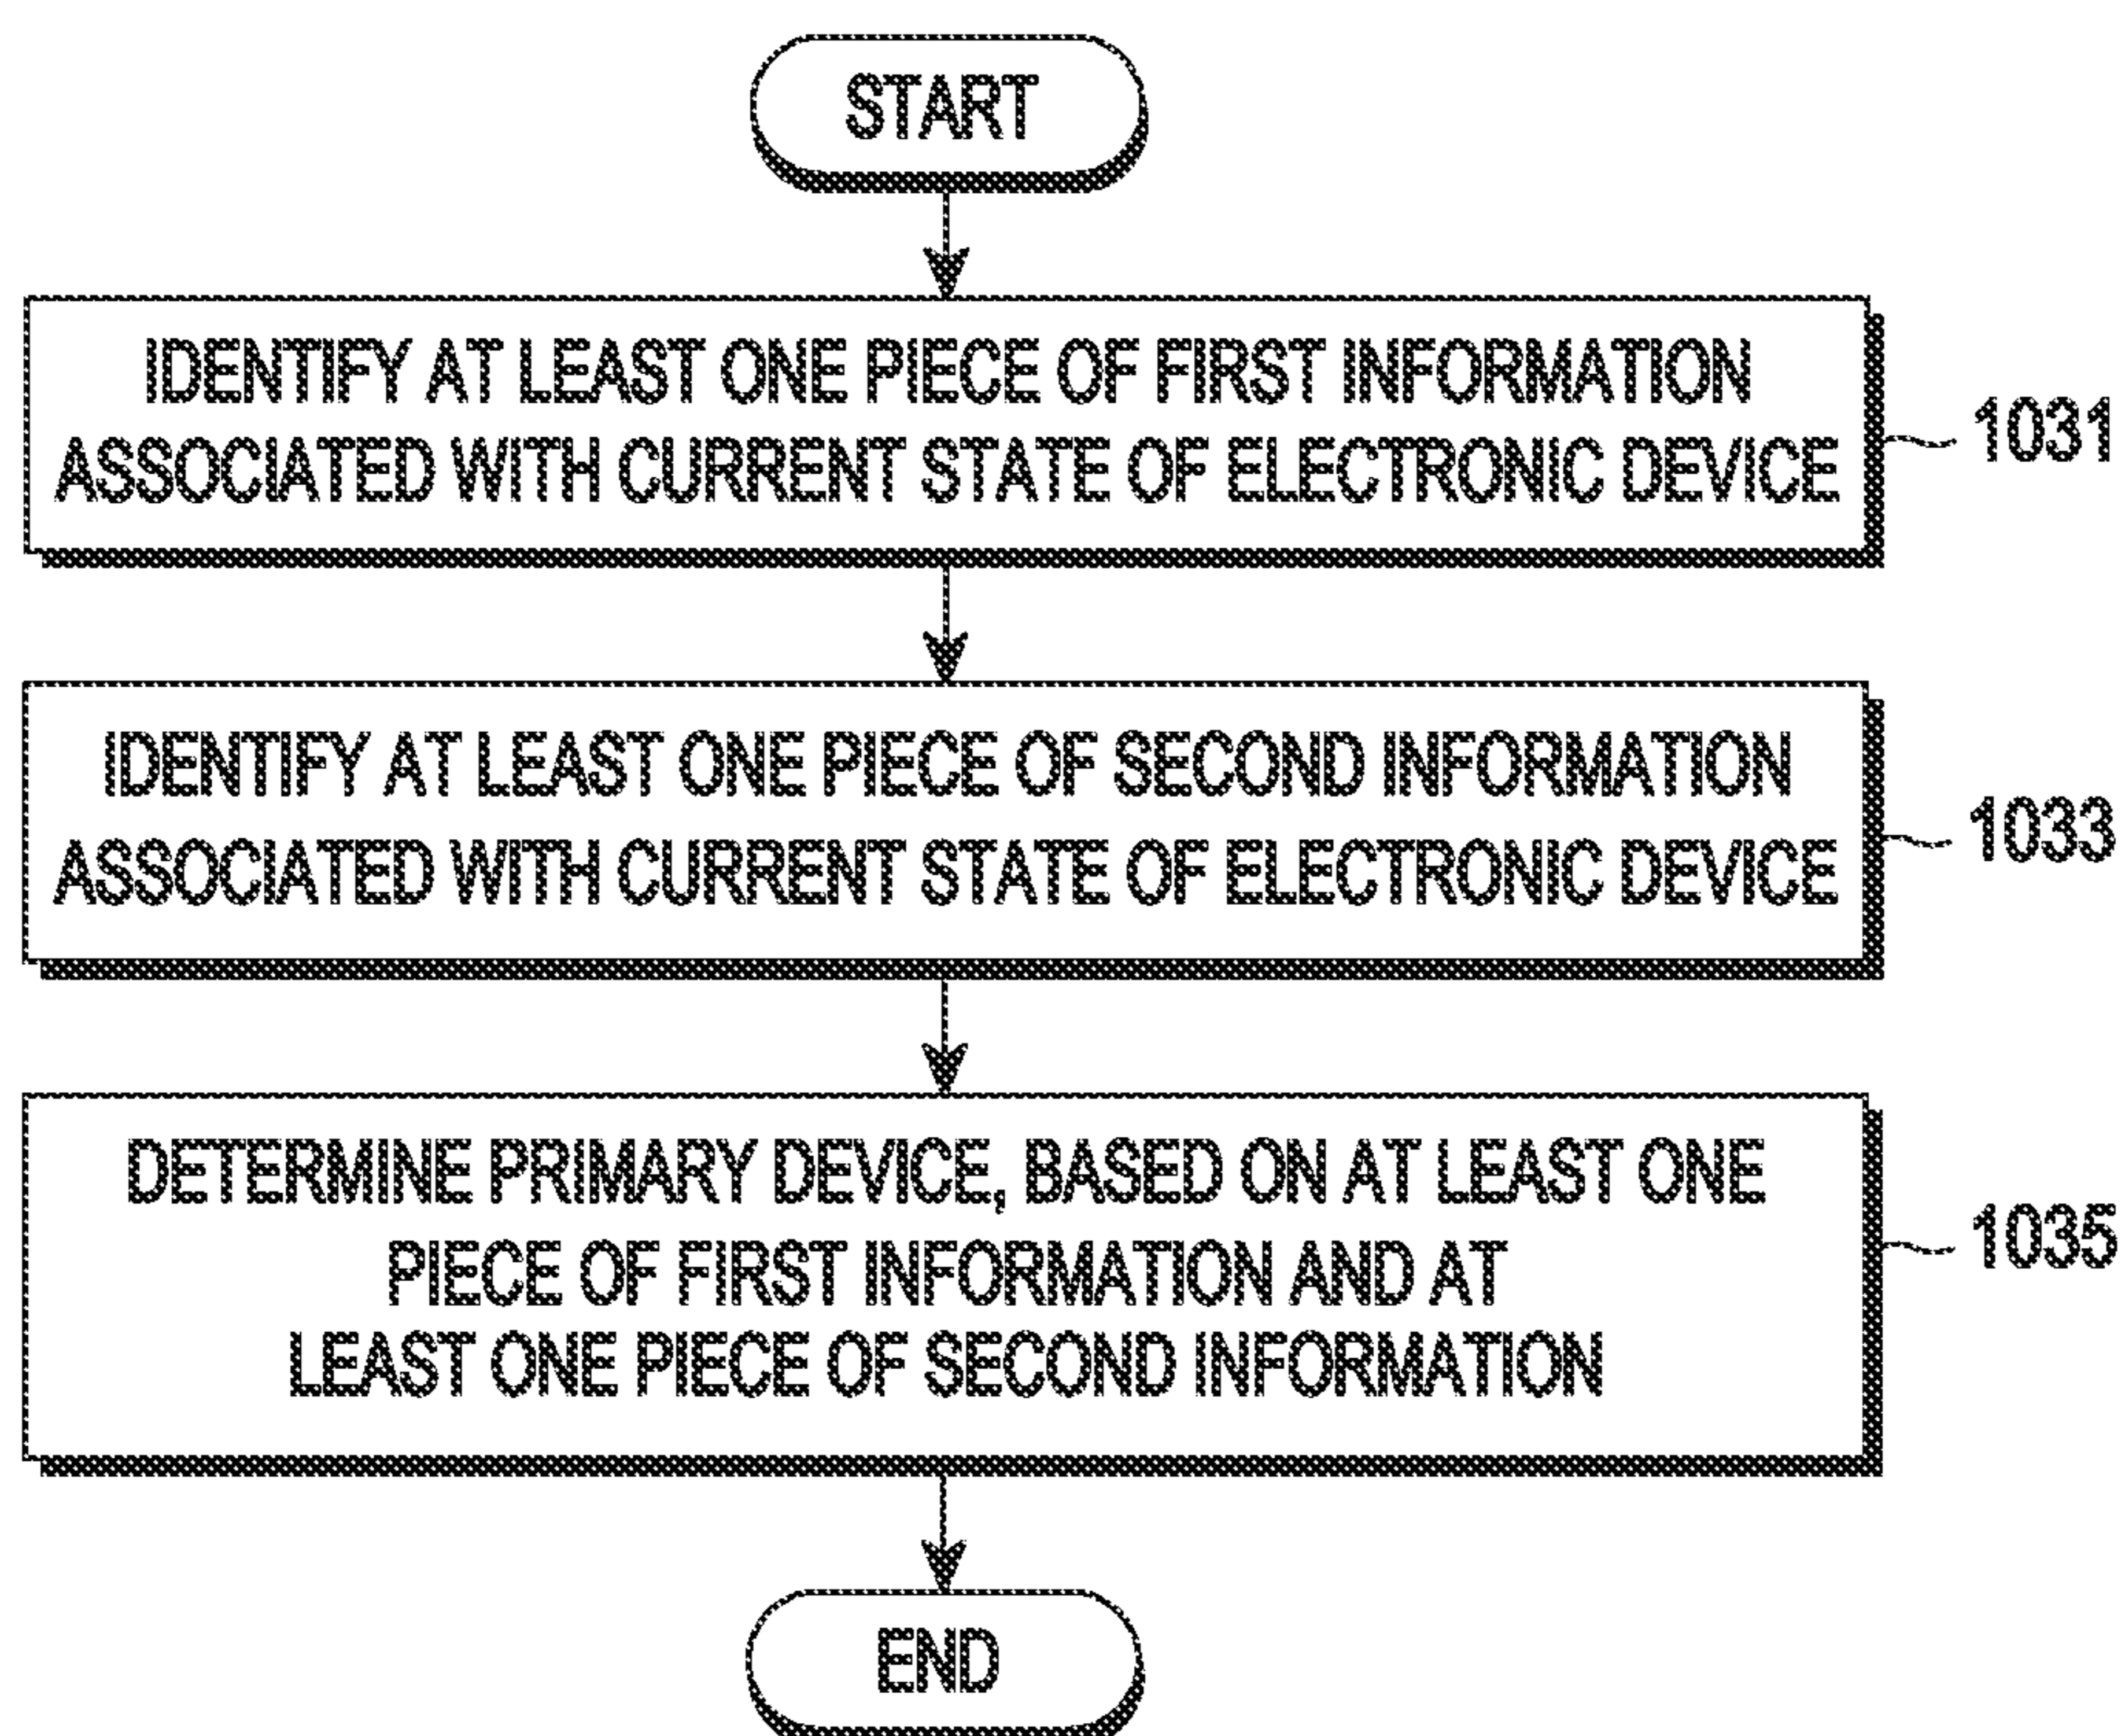 START
IDENTIFY AT LEAST ONE PIECE OF FIRST INFORMATION
ASSOCIATED WITH CURRENT STATE OF ELECTRONIC DEVICE
1031
IDENTIFY AT LEAST ONE PIECE OF SECOND INFORMATION
ASSOCIATED WITH CURRENT STATE OF ELECTRONIC DEVICE
1033
DETERMINE PRIMARY DEVICE, BASED ON AT LEAST ONE
PIECE OF FIRST INFORMATION AND AT
LEAST ONE PIECE OF SECOND INFORMATION
1035
END